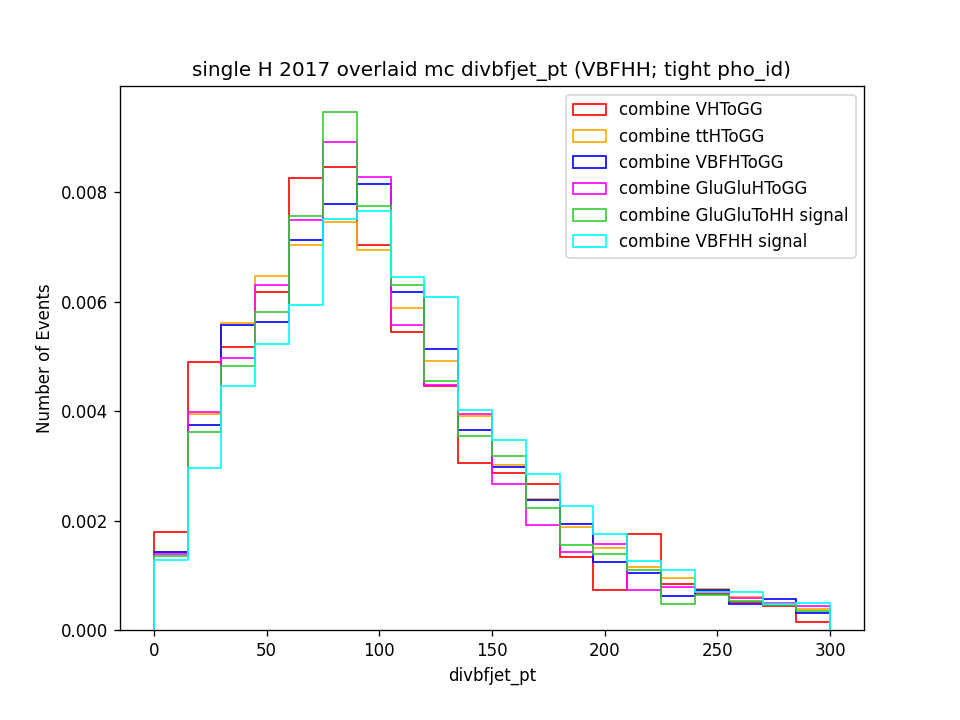 single H 2017 overlaid mc divbfjet_pt (VBFHH; tight pho_id)
combine VHToGG
combine ttHToGG
combine VBFHToGG
combine GluGluHToGG
combine GluGluToHH signal
combine VBFHH signal
Number of Events
0.008
0.006
0.004
0.002
0.000
0 50 100 150 200 250 300
divbfjet_pt